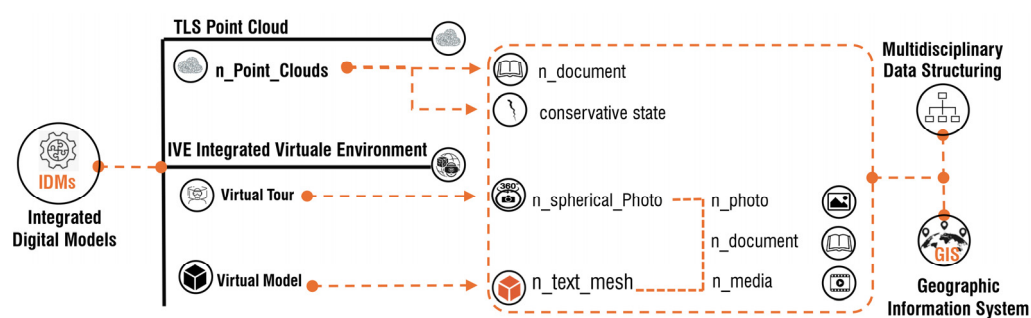 TLS Point Cloud
n_Point_Clouds
n_document
conservative state
IDMs
Integrated
Digital Models
IVE Integrated Virtuale Environment
Virtual Tour
360°
n_spherical_Photo
n_photo
n_document
Virtual Model
n_text_mesh
n_media
Multidisciplinary
Data Structuring
GIS
Geographic
Information System